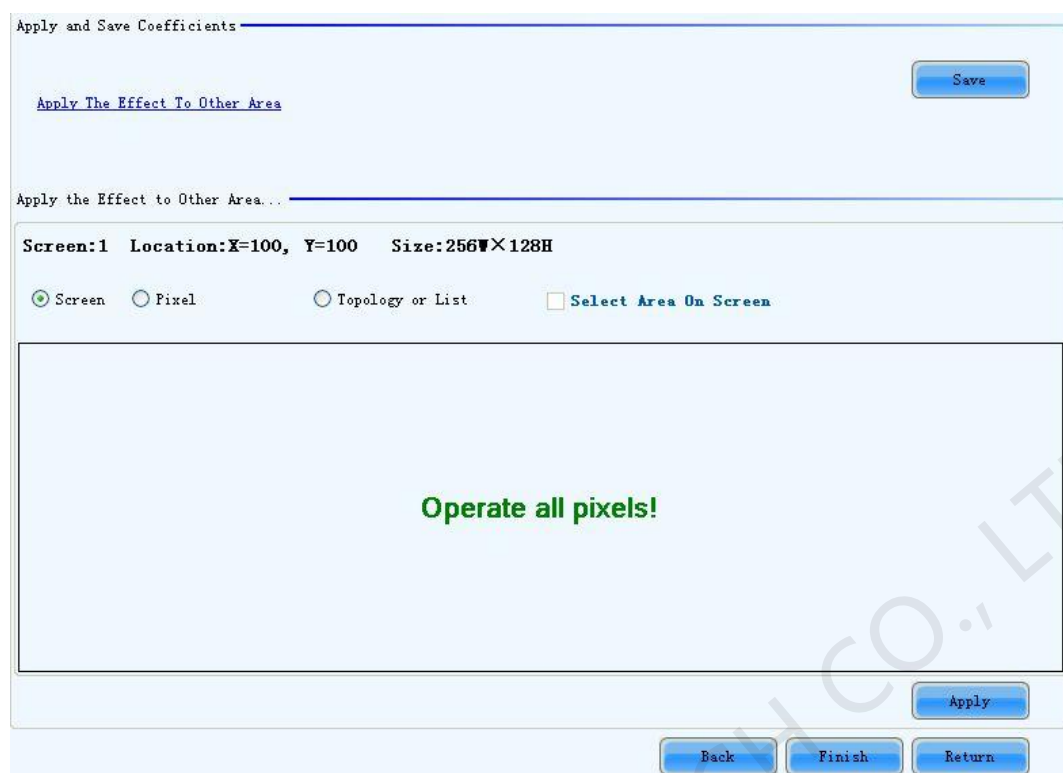 Apply and Save Coefficients
Save
Apply The Effect To Other Area
Apply the Effect to Other Area...
Screen:1 Location:X=100, Y=100 Size:256W×128H
Screen Pixel Topology or List Select Area On Screen
Operate all pixels!
CO., LT
Apply
Back Finish Return